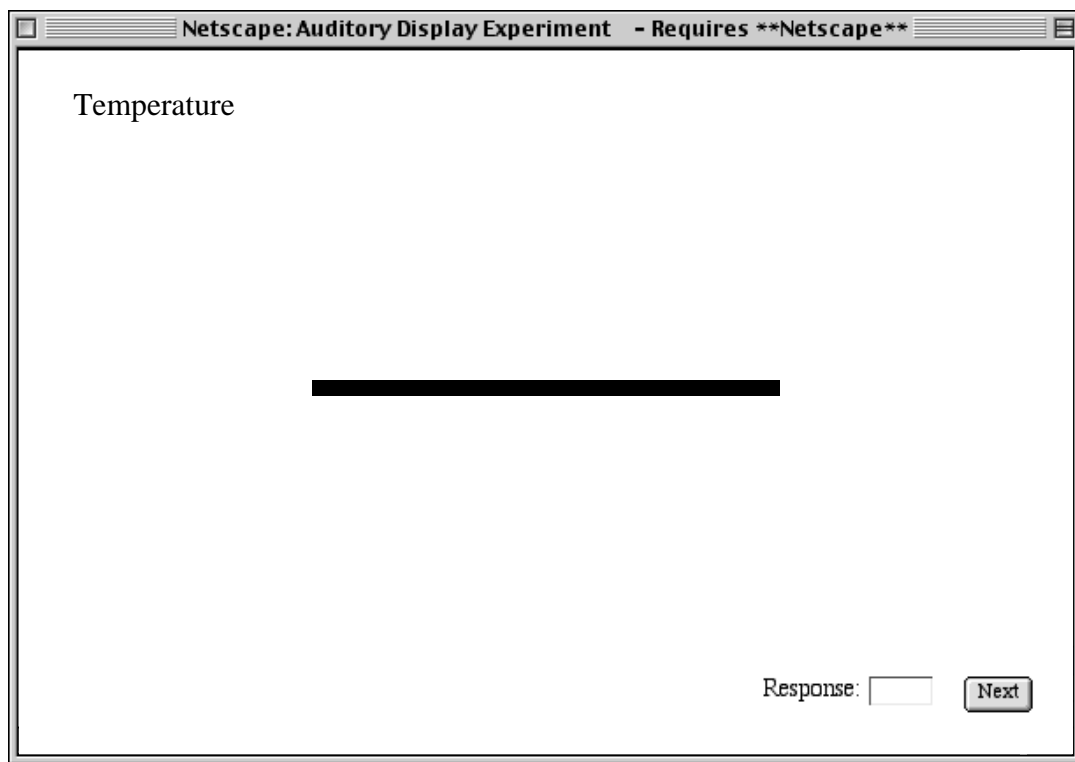 Netscape: Auditory Display Experiment - Requires **Netscape**
Temperature
Response:
Next